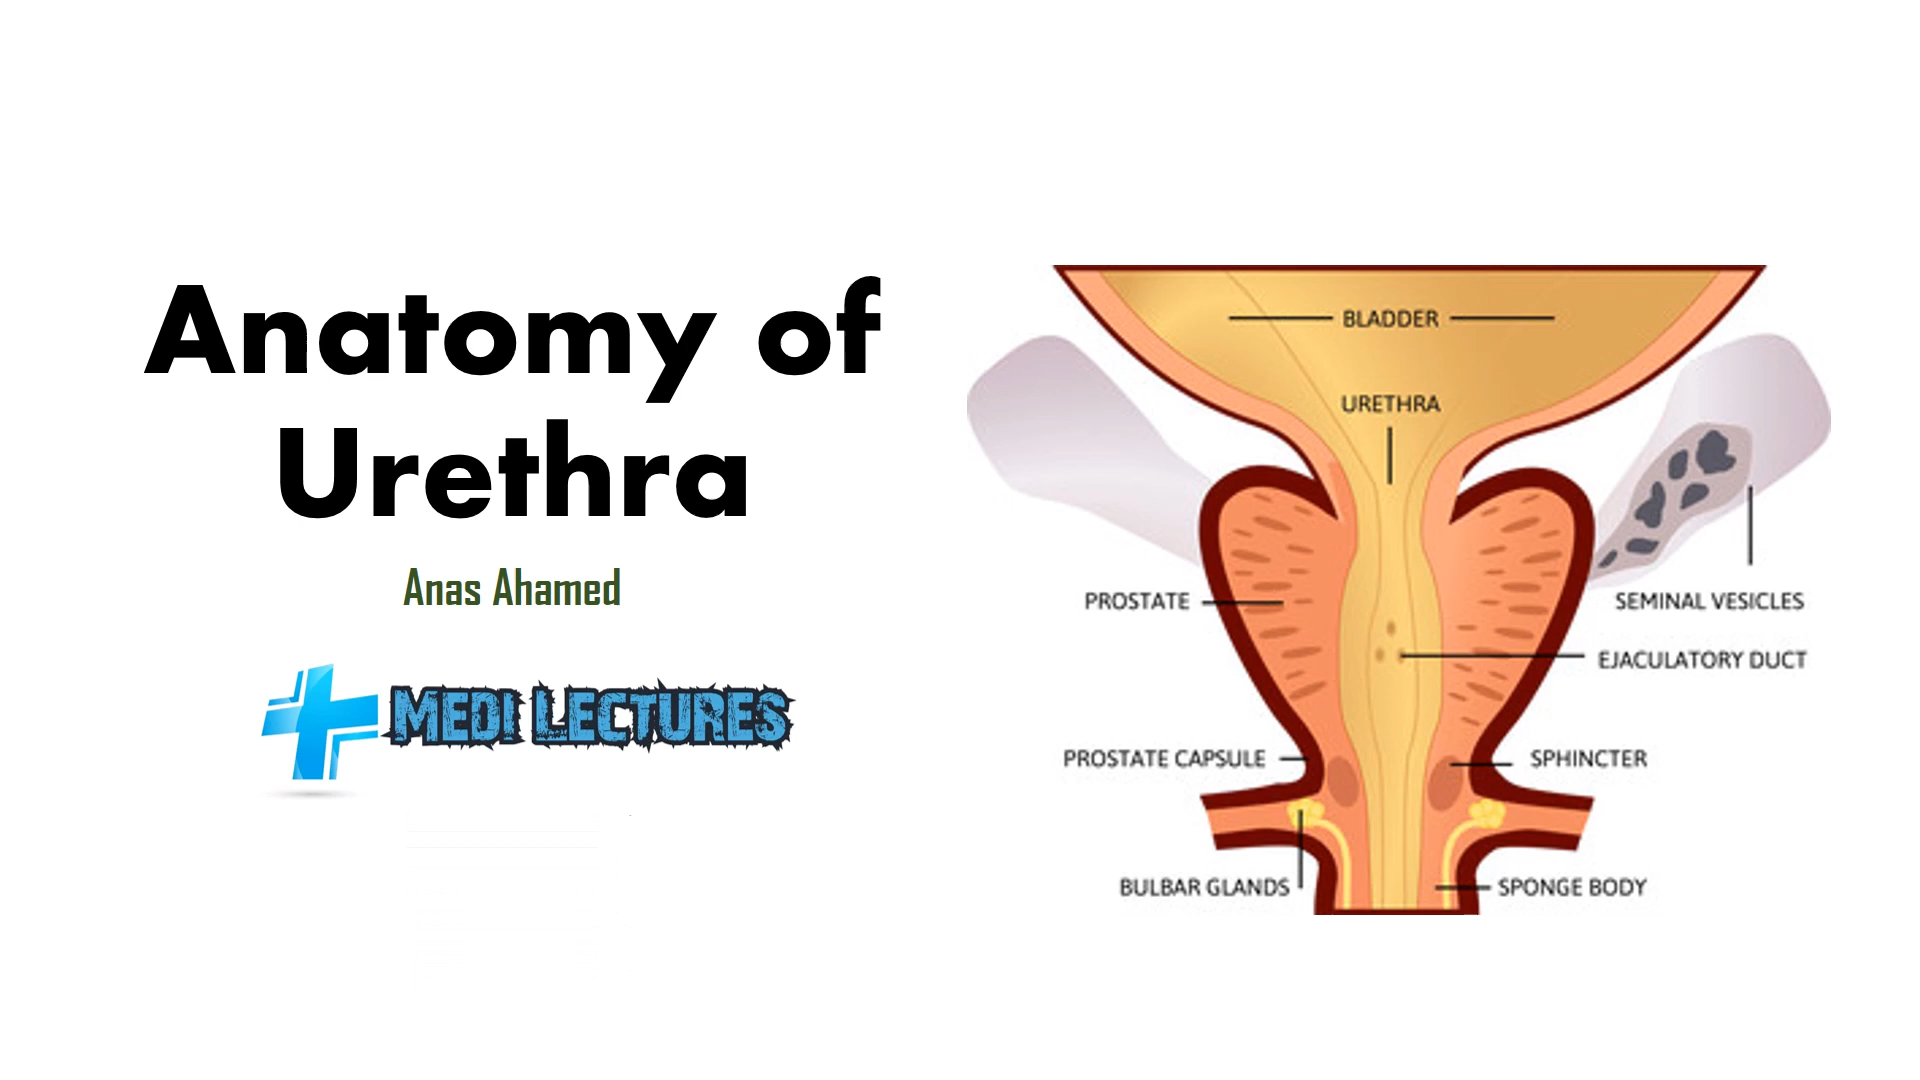 Anatomy of
Urethra
Anas Ahamed
MEDI LECTURES
BLADDER
URETHRA
PROSTATE
SEMINAL VESICLES
EJACULATORY DUCT
PROSTATE CAPSULE
SPHINCTER
BULBAR GLANDS
SPONGE BODY